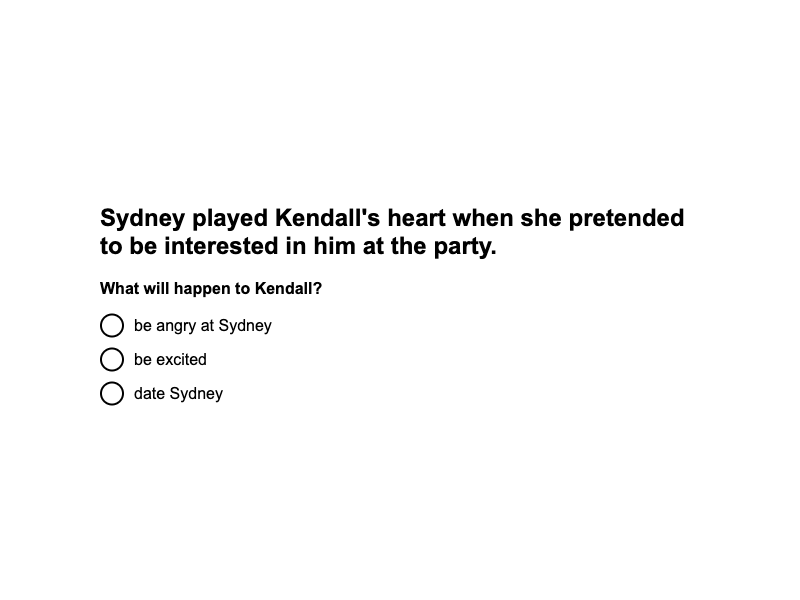 Sydney played Kendall's heart when she pretended
to be interested in him at the party.
What will happen to Kendall?
be angry at Sydney
be excited
date Sydney